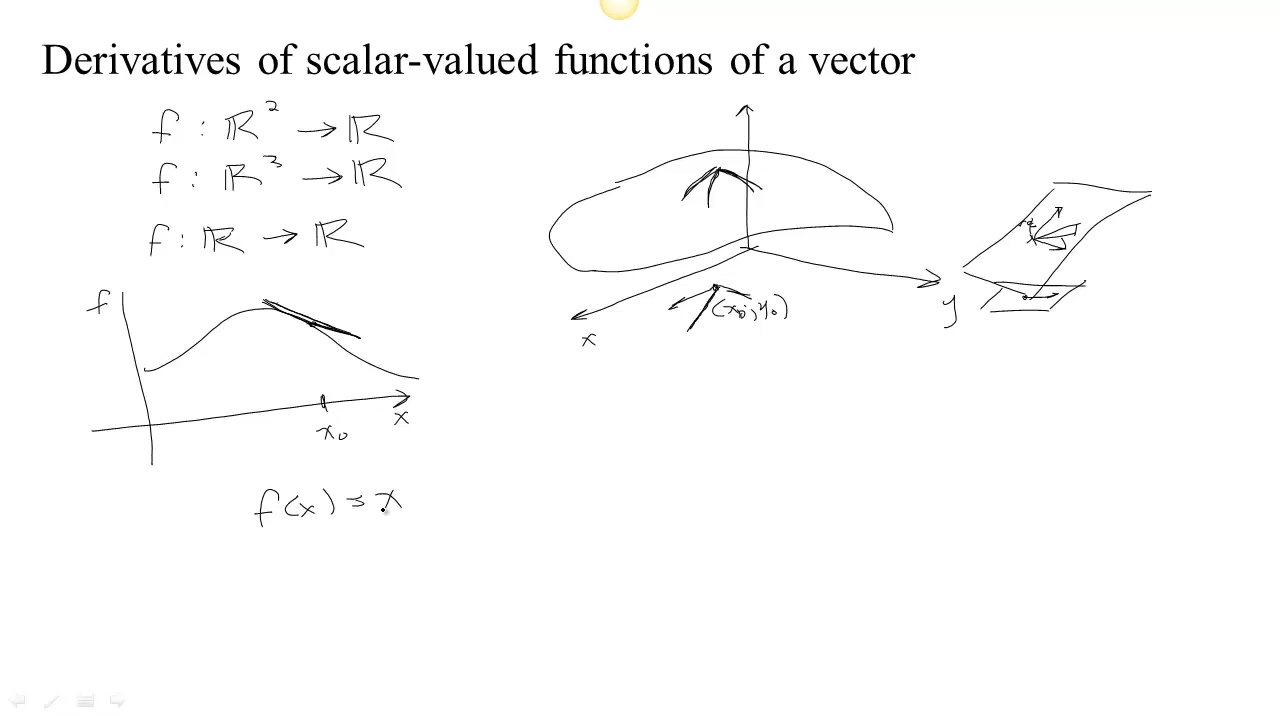 Derivatives of scalar-valued functions of a vector
f : ℝ² → ℝ
f : ℝ³ → ℝ
f : ℝ → ℝ
f
x₀
x
f(x) = x
x
y
(x₀, y₀)